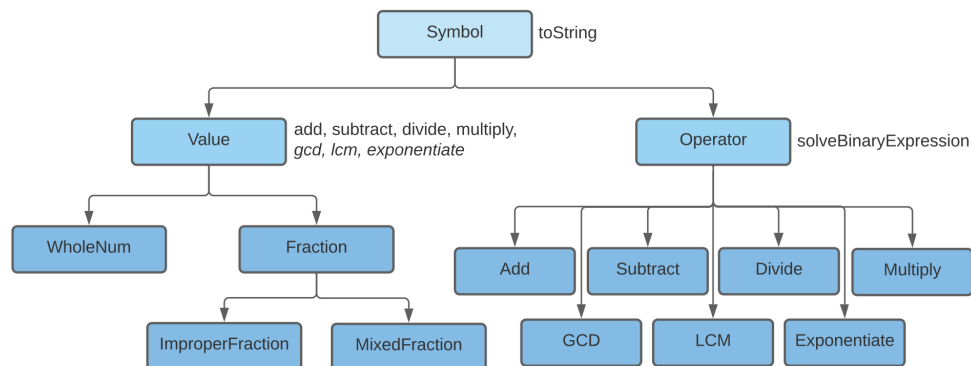 Symbol
toString
Value
add, subtract, divide, multiply,
gcd, lcm, exponentiate
Operator
solveBinaryExpression
WholeNum
Fraction
Add
Subtract
Divide
Multiply
ImproperFraction
MixedFraction
GCD
LCM
Exponentiate